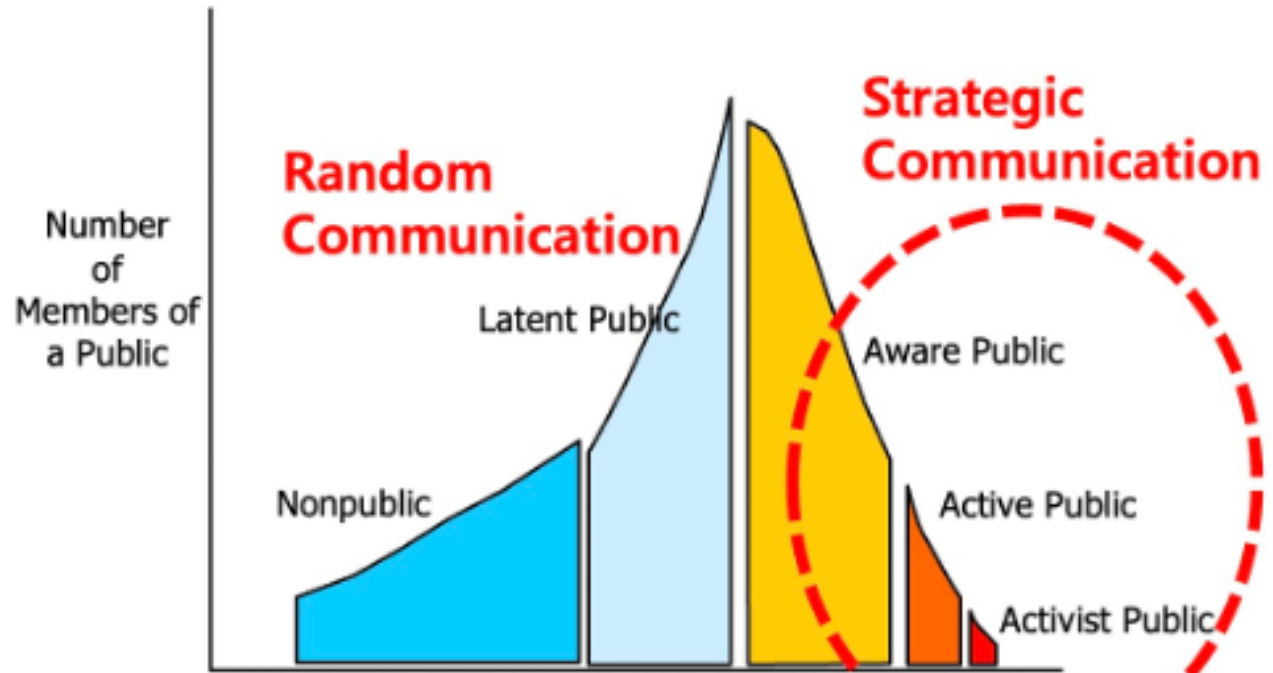 Strategic
Communication
Random
Communication
Number
of
Members of
a Public
Latent Public
Aware Public
Nonpublic
Active Public
Activist Public